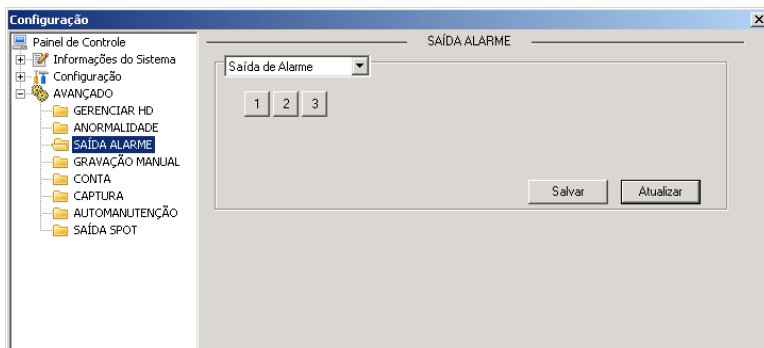 Configuração
Painel de Controle
Informações do Sistema
Configuração
AVANÇADO
GERENCIAR HD
ANORMALIDADE
SAÍDA ALARME
GRAVAÇÃO MANUAL
CONTA
CAPTURA
AUTOMANUTENÇÃO
SAÍDA SPOT
SAÍDA ALARME
Saída de Alarme
1 2 3
Salvar Atualizar